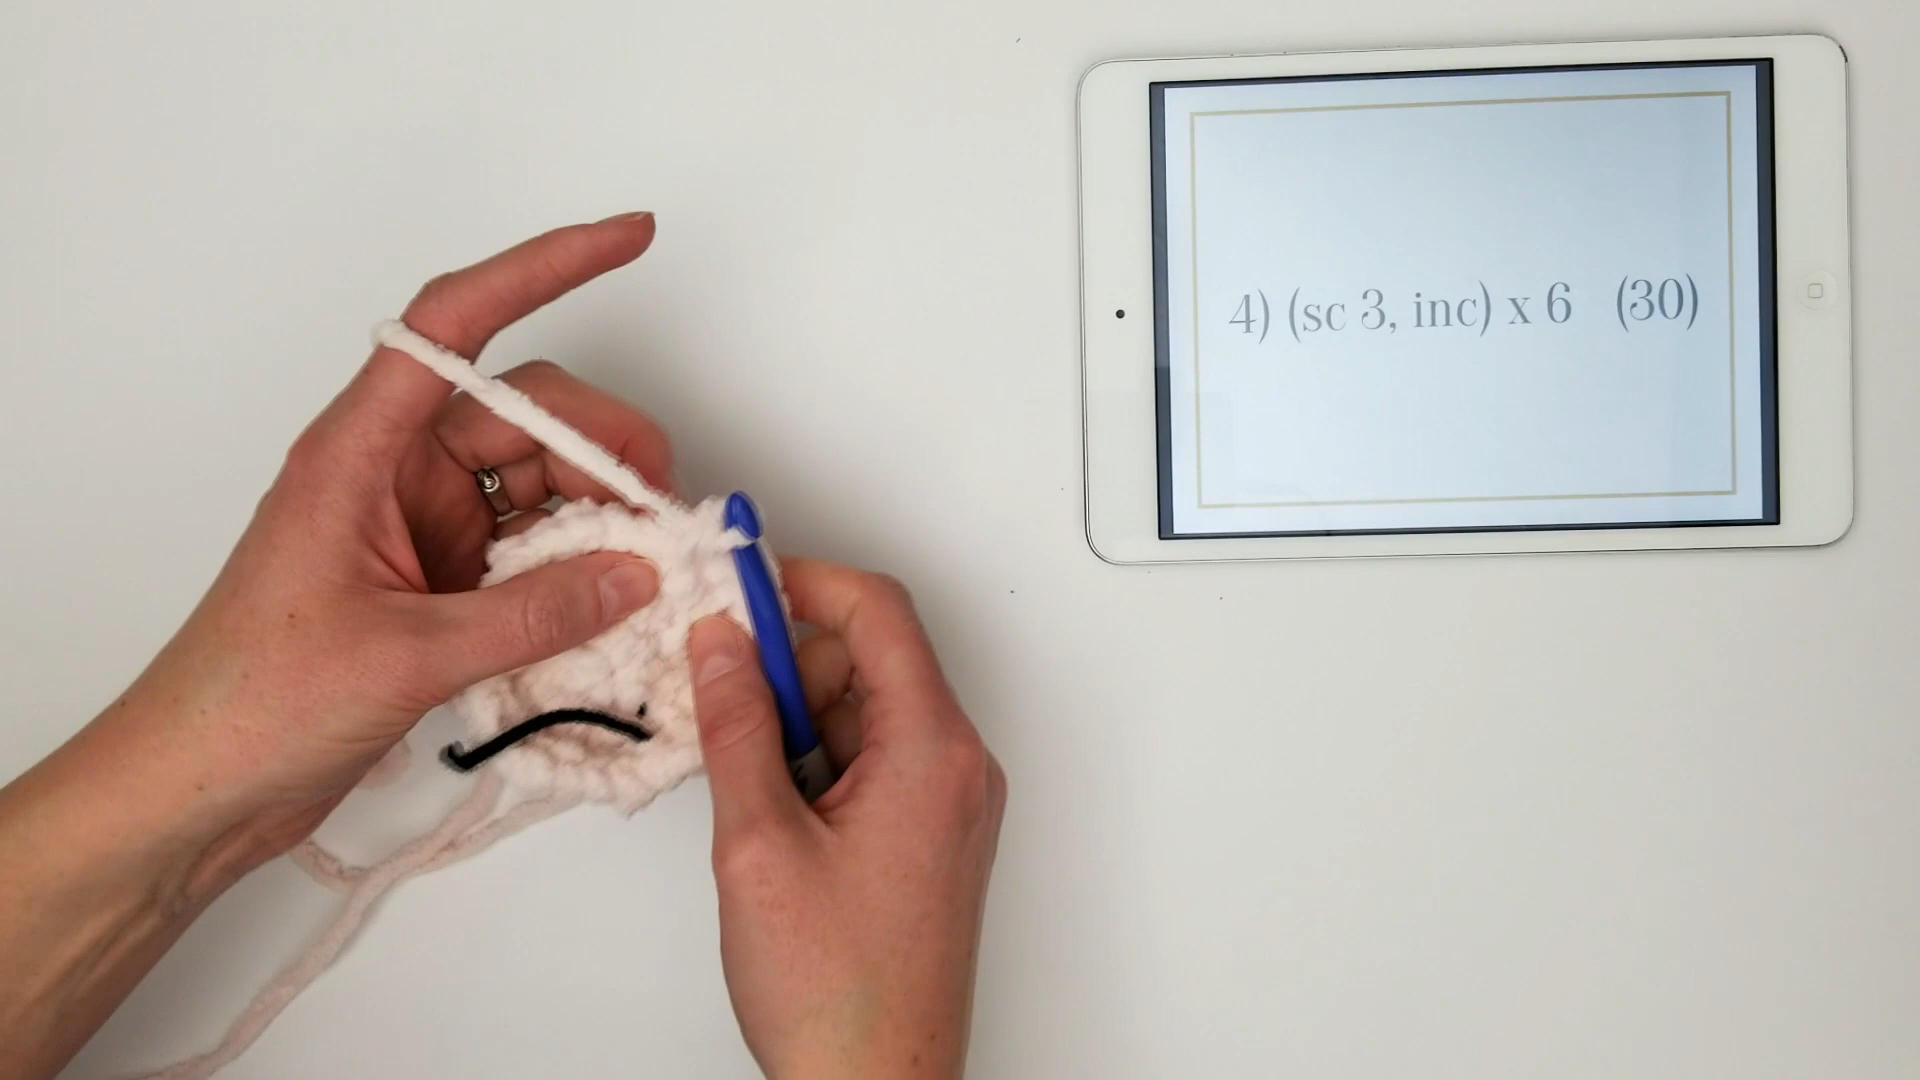 4) (sc 3, inc) x 6 (30)